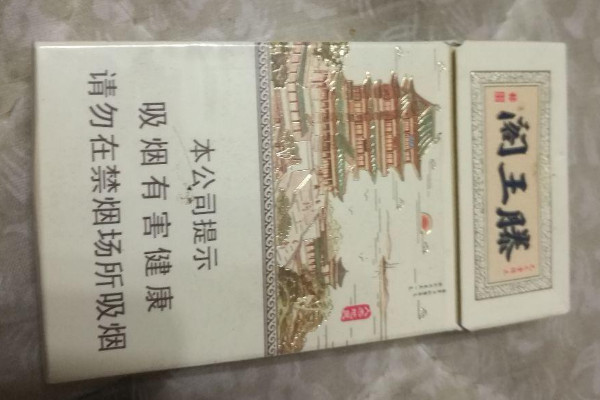 滕王阁
本公司提示
吸烟有害健康
请勿在禁烟场所吸烟